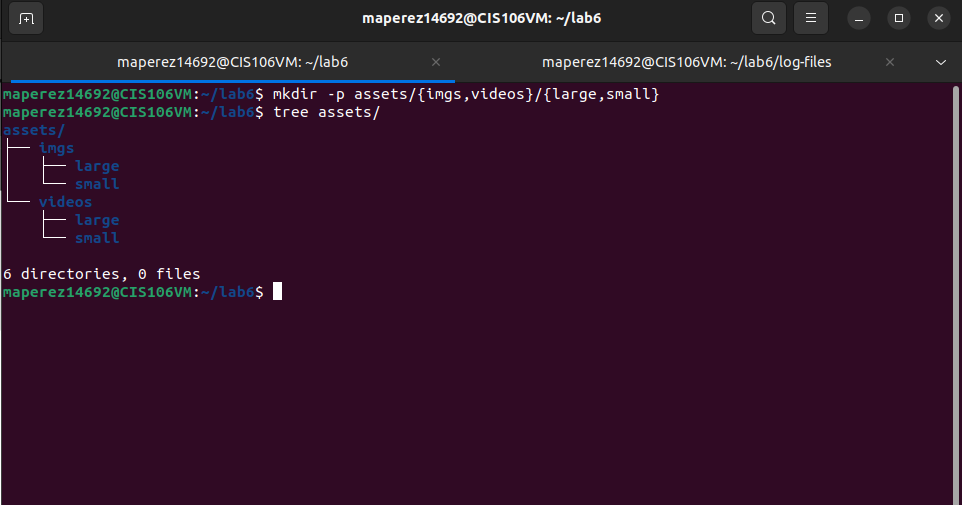 maperez14692@CIS106VM: ~/lab6
maperez14692@CIS106VM: ~/lab6
maperez14692@CIS106VM: ~/lab6/log-files
maperez14692@CIS106VM:~/lab6$ mkdir -p assets/{imgs,videos}/{large,small}
maperez14692@CIS106VM:~/lab6$ tree assets/
assets/
├── imgs
│   ├── large
│   └── small
└── videos
    ├── large
    └── small
6 directories, 0 files
maperez14692@CIS106VM:~/lab6$